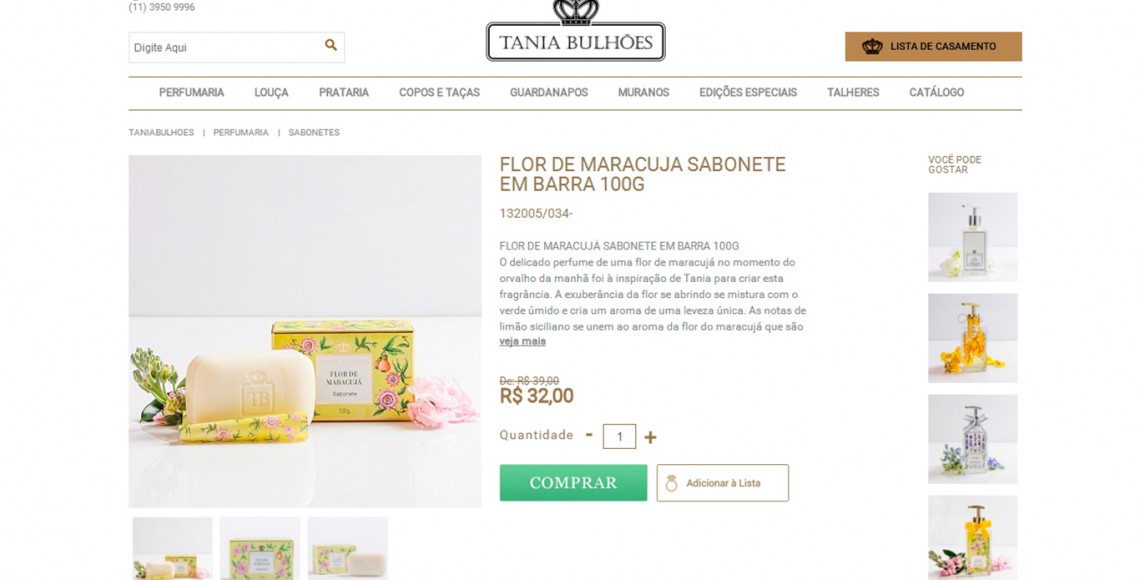 (11) 3950 9996
Digite Aqui
TANIA BULHÕES
LISTA DE CASAMENTO
PERFUMARIA LOUÇA PRATARIA COPOS E TAÇAS GUARDANAPOS MURANOS EDIÇÕES ESPECIAIS TALHERES CATÁLOGO
TANIABULHOES | PERFUMARIA | SABONETES
FLOR DE MARACUJA SABONETE
EM BARRA 100G
132005/034-
FLOR DE MARACUJÁ SABONETE EM BARRA 100G
O delicado perfume de uma flor de maracujá no momento do
orvalho da manhã foi à inspiração de Tania para criar esta
fragrância. A exuberância da flor se abrindo se mistura com o
verde úmido e cria um aroma de uma leveza única. As notas de
limão siciliano se unem ao aroma da flor do maracujá que são
veja mais
De: R$ 39,00
R$ 32,00
Quantidade - 1 +
COMPRAR
Adicionar à Lista
VOCÊ PODE
GOSTAR
FLOR DE
MARACUJÁ
Sabonete
100g
TB